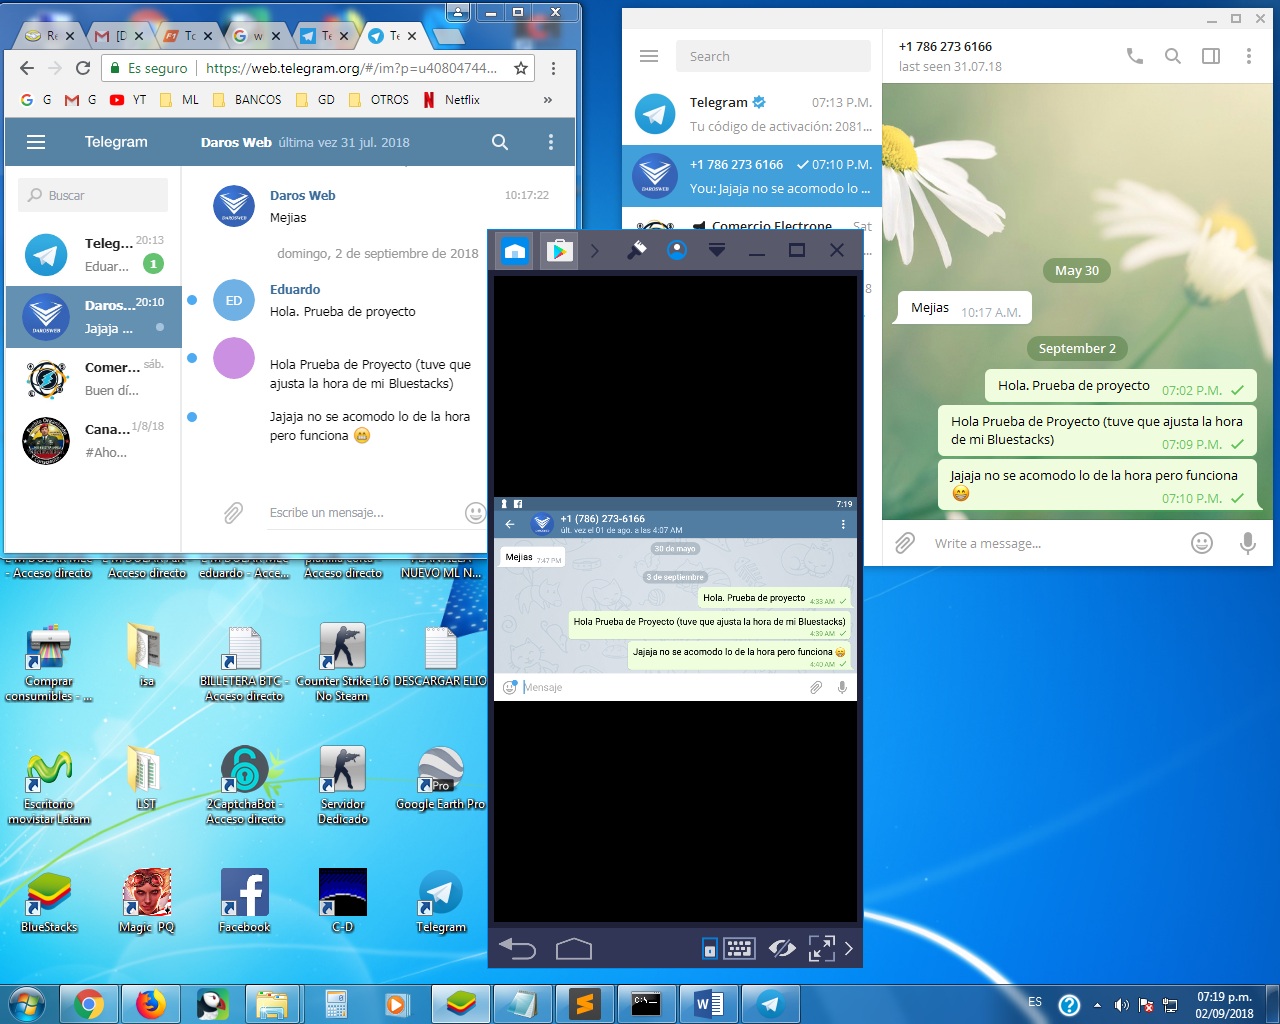 Re
[D
To
w
Te
Te
Es seguro
https://web.telegram.org/#/im?p=u40804744...
G
G
YT
ML
BANCOS
GD
OTROS
Netflix
»
Telegram
Daros Web última vez 31 jul. 2018
Buscar
Teleg... 20:13
Eduar... 1
Daros... 20:10
Jajaja ...
Comer... sáb.
Buen dí...
Cana... 1/8/18
#Aho...
Daros Web 10:17:22
Mejias
domingo, 2 de septiembre de 2018
ED
Eduardo
Hola. Prueba de proyecto
Hola Prueba de Proyecto (tuve que
ajusta la hora de mi Bluestacks)
Jajaja no se acomodo lo de la hora
pero funciona 😁
Escribe un mensaje...
Search
Telegram 07:13 P.M.
Tu código de activación: 2081...
+1 786 273 6166 07:10 P.M.
You: Jajaja no se acomodo lo ...
Comercio Electrone Sat
+1 786 273 6166
last seen 31.07.18
May 30
Mejias 10:17 A.M.
September 2
Hola. Prueba de proyecto 07:02 P.M.
Hola Prueba de Proyecto (tuve que ajusta la hora
de mi Bluestacks) 07:09 P.M.
Jajaja no se acomodo lo de la hora pero funciona
😁 07:10 P.M.
Write a message...
7:19
+1 (786) 273-6166
últ. vez el 01 de ago. a las 4:07 AM
30 de mayo
Mejias 7:47 PM
3 de septiembre
Hola. Prueba de proyecto 4:33 AM
Hola Prueba de Proyecto (tuve que ajusta la hora de mi Bluestacks)
4:39 AM
Jajaja no se acomodo lo de la hora pero funciona 😁
4:40 AM
Mensaje
- Acceso directo
Acceso directo
eduardo - Acce...
- Acceso directo
NUEVO ML N...
Comprar
consumibles - ...
isa
BILLETERA BTC -
Acceso directo
Counter Strike 1.6
No Steam
DESCARGAR ELIO
Escritorio
movistar Latam
LST
2CaptchaBot -
Acceso directo
Servidor
Dedicado
Pro
Google Earth Pro
BlueStacks
Magic PQ
Facebook
C-D
Telegram
ES
07:19 p.m.
02/09/2018